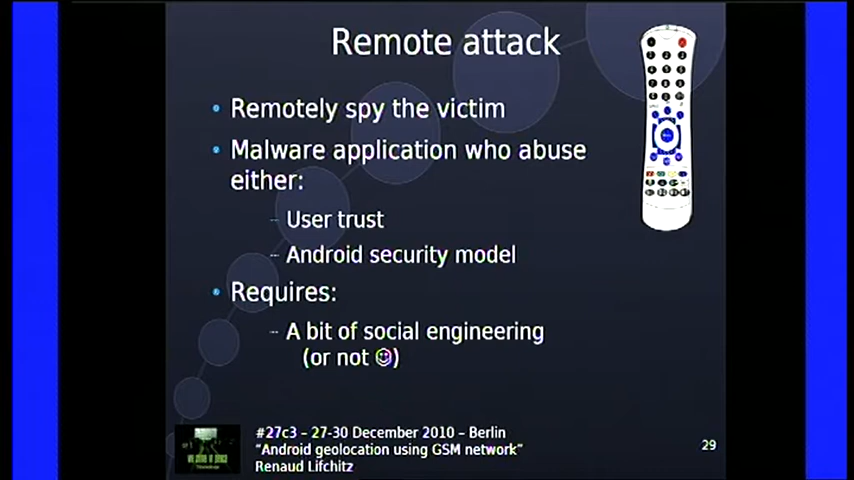 Remote attack
Remotely spy the victim
Malware application who abuse
either:
User trust
Android security model
Requires:
A bit of social engineering
(or not ☺)
#27c3 – 27-30 December 2010 – Berlin
“Android geolocation using GSM network”
Renaud Lifchitz
29